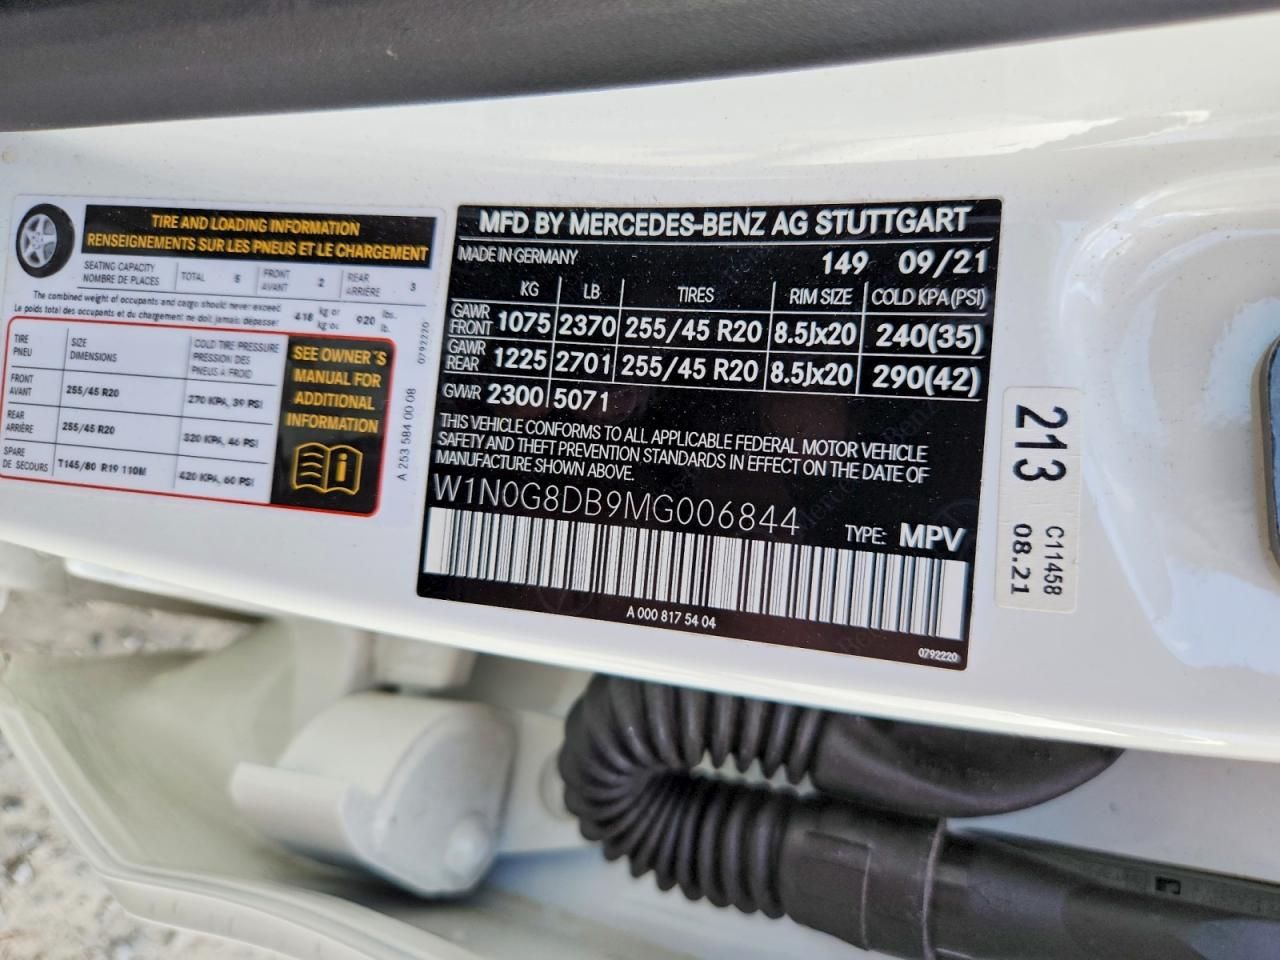 TIRE AND LOADING INFORMATION
RENSEIGNEMENTS SUR LES PNEUS ET LE CHARGEMENT
SEATING CAPACITY
NOMBRE DE PLACES
TOTAL 5
FRONT
AVANT
2
REAR
ARRIÈRE
3
The combined weight of occupants and cargo should never exceed
Le poids total des occupants et du chargement ne doit jamais dépasser
418 kg or
kg ou
920 lbs.
lb.
TIRE
PNEU
SIZE
DIMENSIONS
COLD TIRE PRESSURE
PRESSION DES
PNEUS A FROID
FRONT
AVANT
255/45 R20
270 KPA, 39 PSI
REAR
ARRIÈRE
255/45 R20
320 KPA, 46 PSI
SPARE
DE SECOURS
T145/80 R19 110M
420 KPA, 60 PSI
SEE OWNER'S
MANUAL FOR
ADDITIONAL
INFORMATION
A 253 584 00 08
0792220
MFD BY MERCEDES-BENZ AG STUTTGART
MADE IN GERMANY 149 09/21
KG LB TIRES RIM SIZE COLD KPA(PSI)
GAWR
FRONT
1075 2370 255/45 R20 8.5Jx20 240(35)
GAWR
REAR
1225 2701 255/45 R20 8.5Jx20 290(42)
GVWR 2300 5071
THIS VEHICLE CONFORMS TO ALL APPLICABLE FEDERAL MOTOR VEHICLE
SAFETY AND THEFT PREVENTION STANDARDS IN EFFECT ON THE DATE OF
MANUFACTURE SHOWN ABOVE.
W1N0G8DB9MG006844
TYPE: MPV
A 000 817 54 04
0792220
213
C11458
08.21